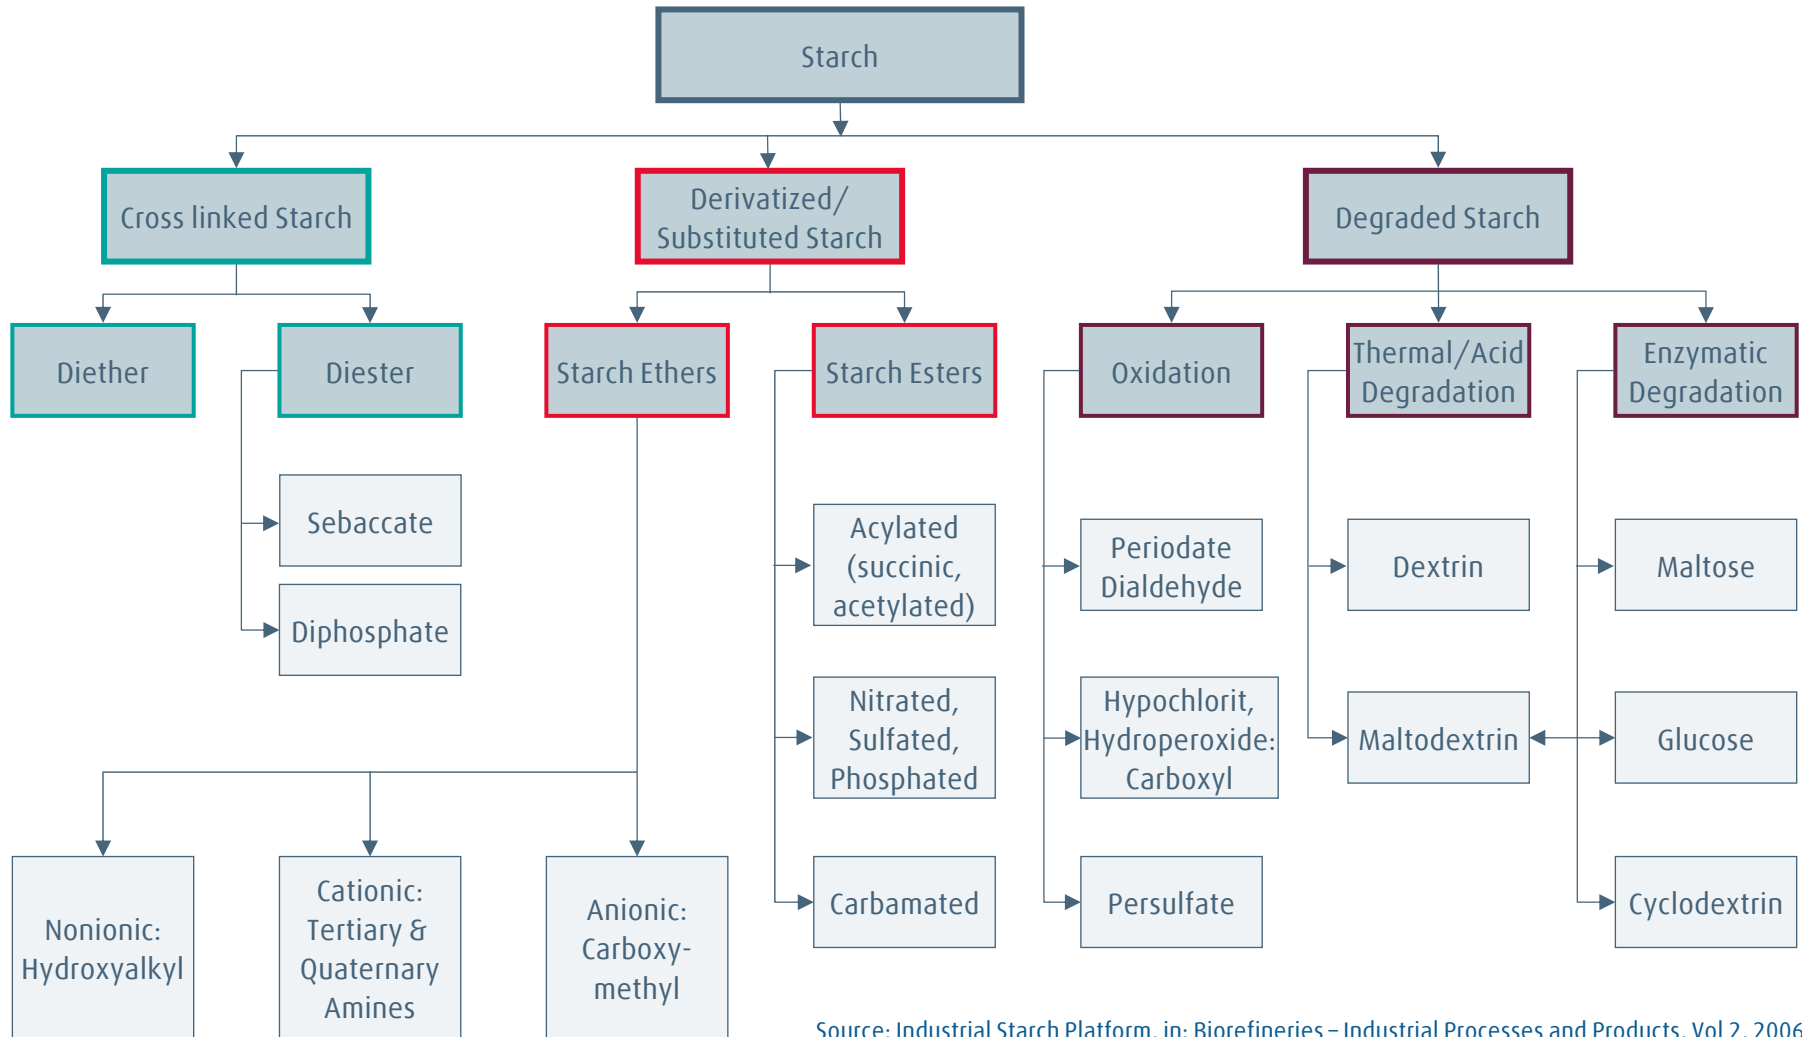 Starch
Cross linked Starch
Derivatized/
Substituted Starch
Degraded Starch
Diether
Diester
Starch Ethers
Starch Esters
Oxidation
Thermal/Acid
Degradation
Enzymatic
Degradation
Sebaccate
Diphosphate
Acylated
(succinic,
acetylated)
Periodate
Dialdehyde
Dextrin
Maltose
Nitrated,
Sulfated,
Phosphated
Hypochlorit,
Hydroperoxide:
Carboxyl
Maltodextrin
Glucose
Carbamated
Persulfate
Cyclodextrin
Nonionic:
Hydroxyalkyl
Cationic:
Tertiary &
Quaternary
Amines
Anionic:
Carboxy-
methyl
Source: Industrial Starch Platform, in: Biorefineries – Industrial Processes and Products, Vol 2, 2006